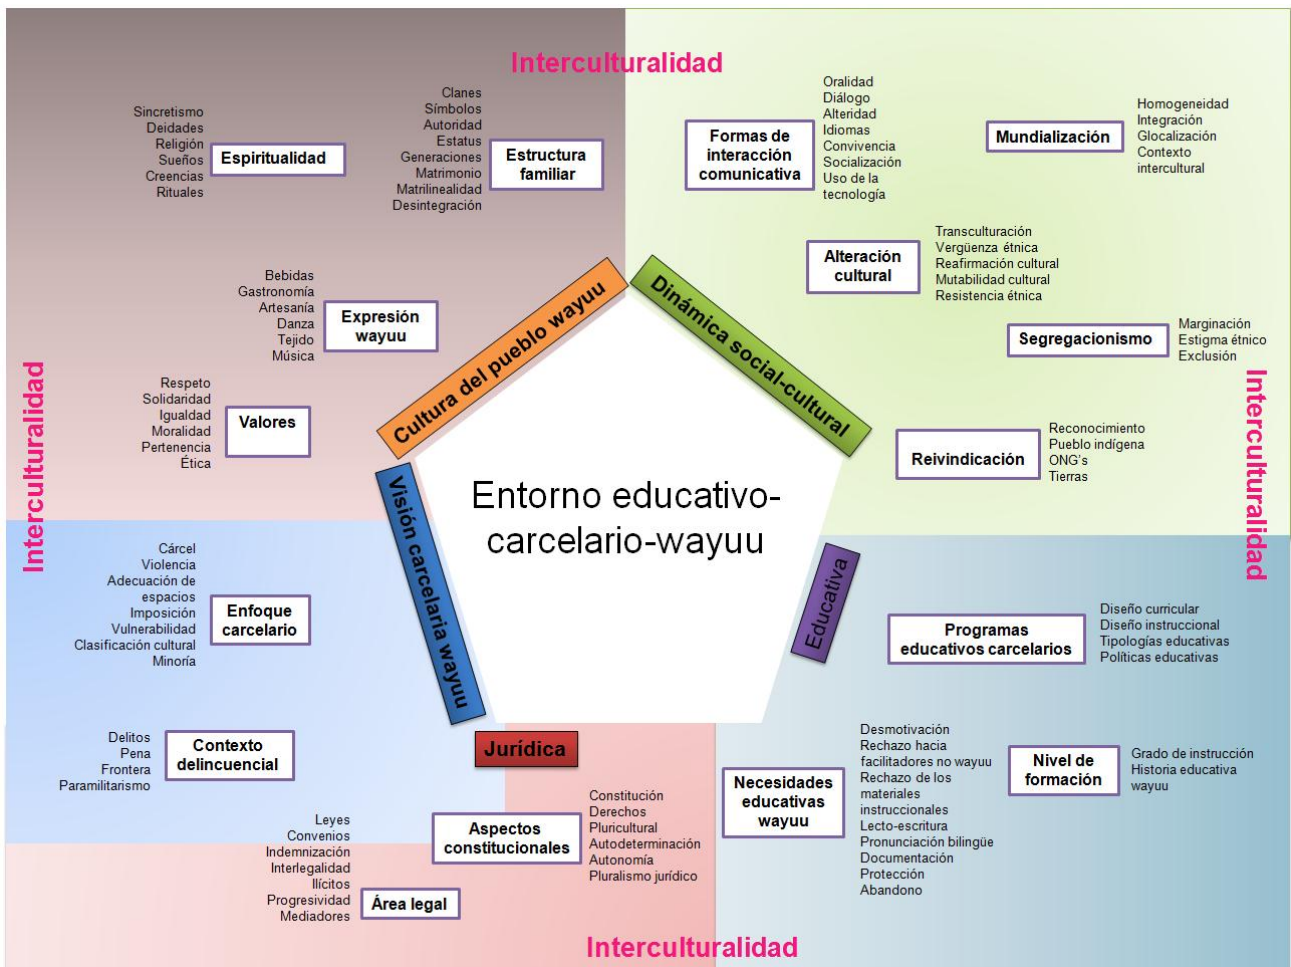 Interculturalidad
Sincretismo
Deidades
Religión
Sueños
Creencias
Rituales
Espiritualidad
Clanes
Símbolos
Autoridad
Estatus
Generaciones
Matrimonio
Matrilinealidad
Desintegración
Estructura
familiar
Formas de
interacción
comunicativa
Oralidad
Diálogo
Alteridad
Idiomas
Convivencia
Socialización
Uso de la
tecnología
Mundialización
Homogeneidad
Integración
Glocalización
Contexto
intercultural
Alteración
cultural
Transculturación
Vergüenza étnica
Reafirmación cultural
Mutabilidad cultural
Resistencia étnica
Bebidas
Gastronomía
Artesanía
Danza
Tejido
Música
Expresión
wayuu
Cultura del pueblo wayuu
Dinámica social-cultural
Segregacionismo
Marginación
Estigma étnico
Exclusión
Interculturalidad
Respeto
Solidaridad
Igualdad
Moralidad
Pertenencia
Ética
Valores
Reivindicación
Reconocimiento
Pueblo indígena
ONG's
Tierras
Interculturalidad
Visión carcelaria wayuu
Entorno educativo-
carcelario-wayuu
Educativa
Cárcel
Violencia
Adecuación de
espacios
Imposición
Vulnerabilidad
Clasificación cultural
Minoría
Enfoque
carcelario
Programas
educativos carcelarios
Diseño curricular
Diseño instruccional
Tipologías educativas
Políticas educativas
Delitos
Pena
Frontera
Paramilitarismo
Contexto
delincuencial
Jurídica
Necesidades
educativas
wayuu
Desmotivación
Rechazo hacia
facilitadores no wayuu
Rechazo de los
materiales
instruccionales
Lecto-escritura
Pronunciación bilingüe
Documentación
Protección
Abandono
Nivel de
formación
Grado de instrucción
Historia educativa
wayuu
Aspectos
constitucionales
Constitución
Derechos
Pluricultural
Autodeterminación
Autonomía
Pluralismo jurídico
Leyes
Convenios
Indemnización
Interlegalidad
Ilícitos
Progresividad
Mediadores
Área legal
Interculturalidad